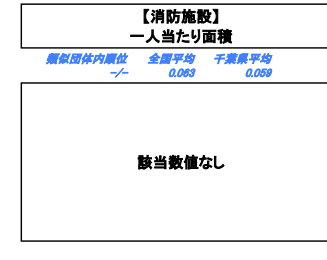 【消防施設】
一人当たり面積
類似団体内順位 全国平均 千葉県平均
-/- 0.063 0.059
該当数値なし